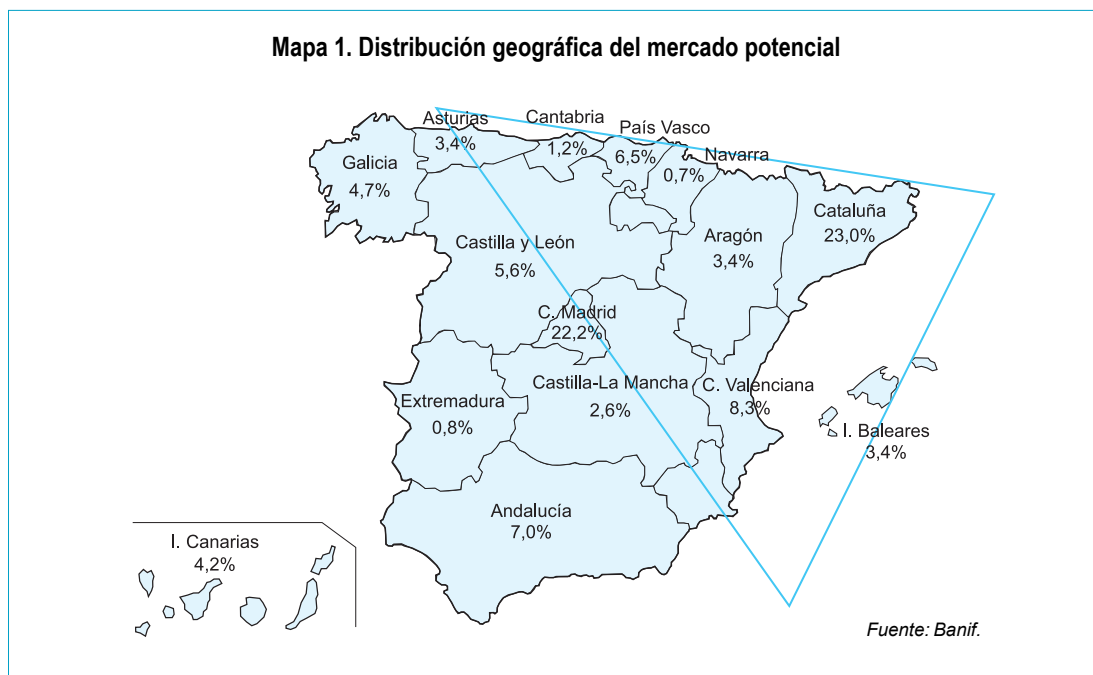 Mapa 1. Distribución geográfica del mercado potencial
Asturias
3,4%
Cantabria
1,2%
País Vasco
6,5%
Navarra
0,7%
Galicia
4,7%
Cataluña
23,0%
Aragón
3,4%
Castilla y León
5,6%
C. Madrid
22,2%
Castilla-La Mancha
2,6%
C. Valenciana
8,3%
Extremadura
0,8%
I. Baleares
3,4%
Andalucía
7,0%
I. Canarias
4,2%
Fuente: Banif.